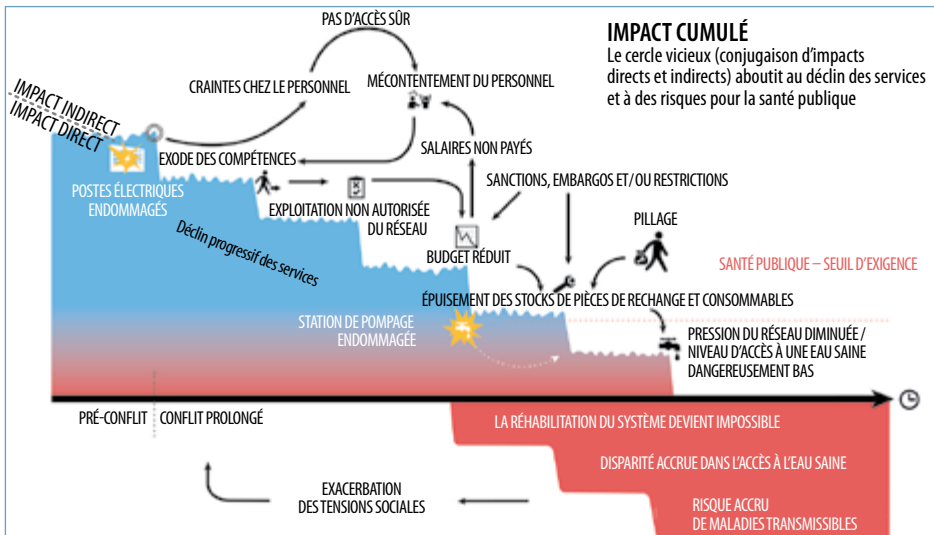 IMPACT CUMULÉ
Le cercle vicieux (conjugaison d'impacts
directs et indirects) aboutit au déclin des services
et à des risques pour la santé publique
PAS D'ACCÈS SÛR
CRAINTES CHEZ LE PERSONNEL
MÉCONTENTEMENT DU PERSONNEL
IMPACT INDIRECT
IMPACT DIRECT
EXODE DES COMPÉTENCES
SALAIRES NON PAYÉS
POSTES ÉLECTRIQUES
ENDOMMAGÉS
SANCTIONS, EMBARGOS ET/OU RESTRICTIONS
EXPLOITATION NON AUTORISÉE
DU RÉSEAU
PILLAGE
Déclin progressif des services
BUDGET RÉDUIT
SANTÉ PUBLIQUE – SEUIL D'EXIGENCE
ÉPUISEMENT DES STOCKS DE PIÈCES DE RECHANGE ET CONSOMMABLES
STATION DE POMPAGE
ENDOMMAGÉE
PRESSION DU RÉSEAU DIMINUÉE /
NIVEAU D'ACCÈS À UNE EAU SAINE
DANGEREUSEMENT BAS
PRÉ-CONFLIT
CONFLIT PROLONGÉ
LA RÉHABILITATION DU SYSTÈME DEVIENT IMPOSSIBLE
DISPARITÉ ACCRUE DANS L'ACCÈS À L'EAU SAINE
EXACERBATION
DES TENSIONS SOCIALES
RISQUE ACCRU
DE MALADIES TRANSMISSIBLES